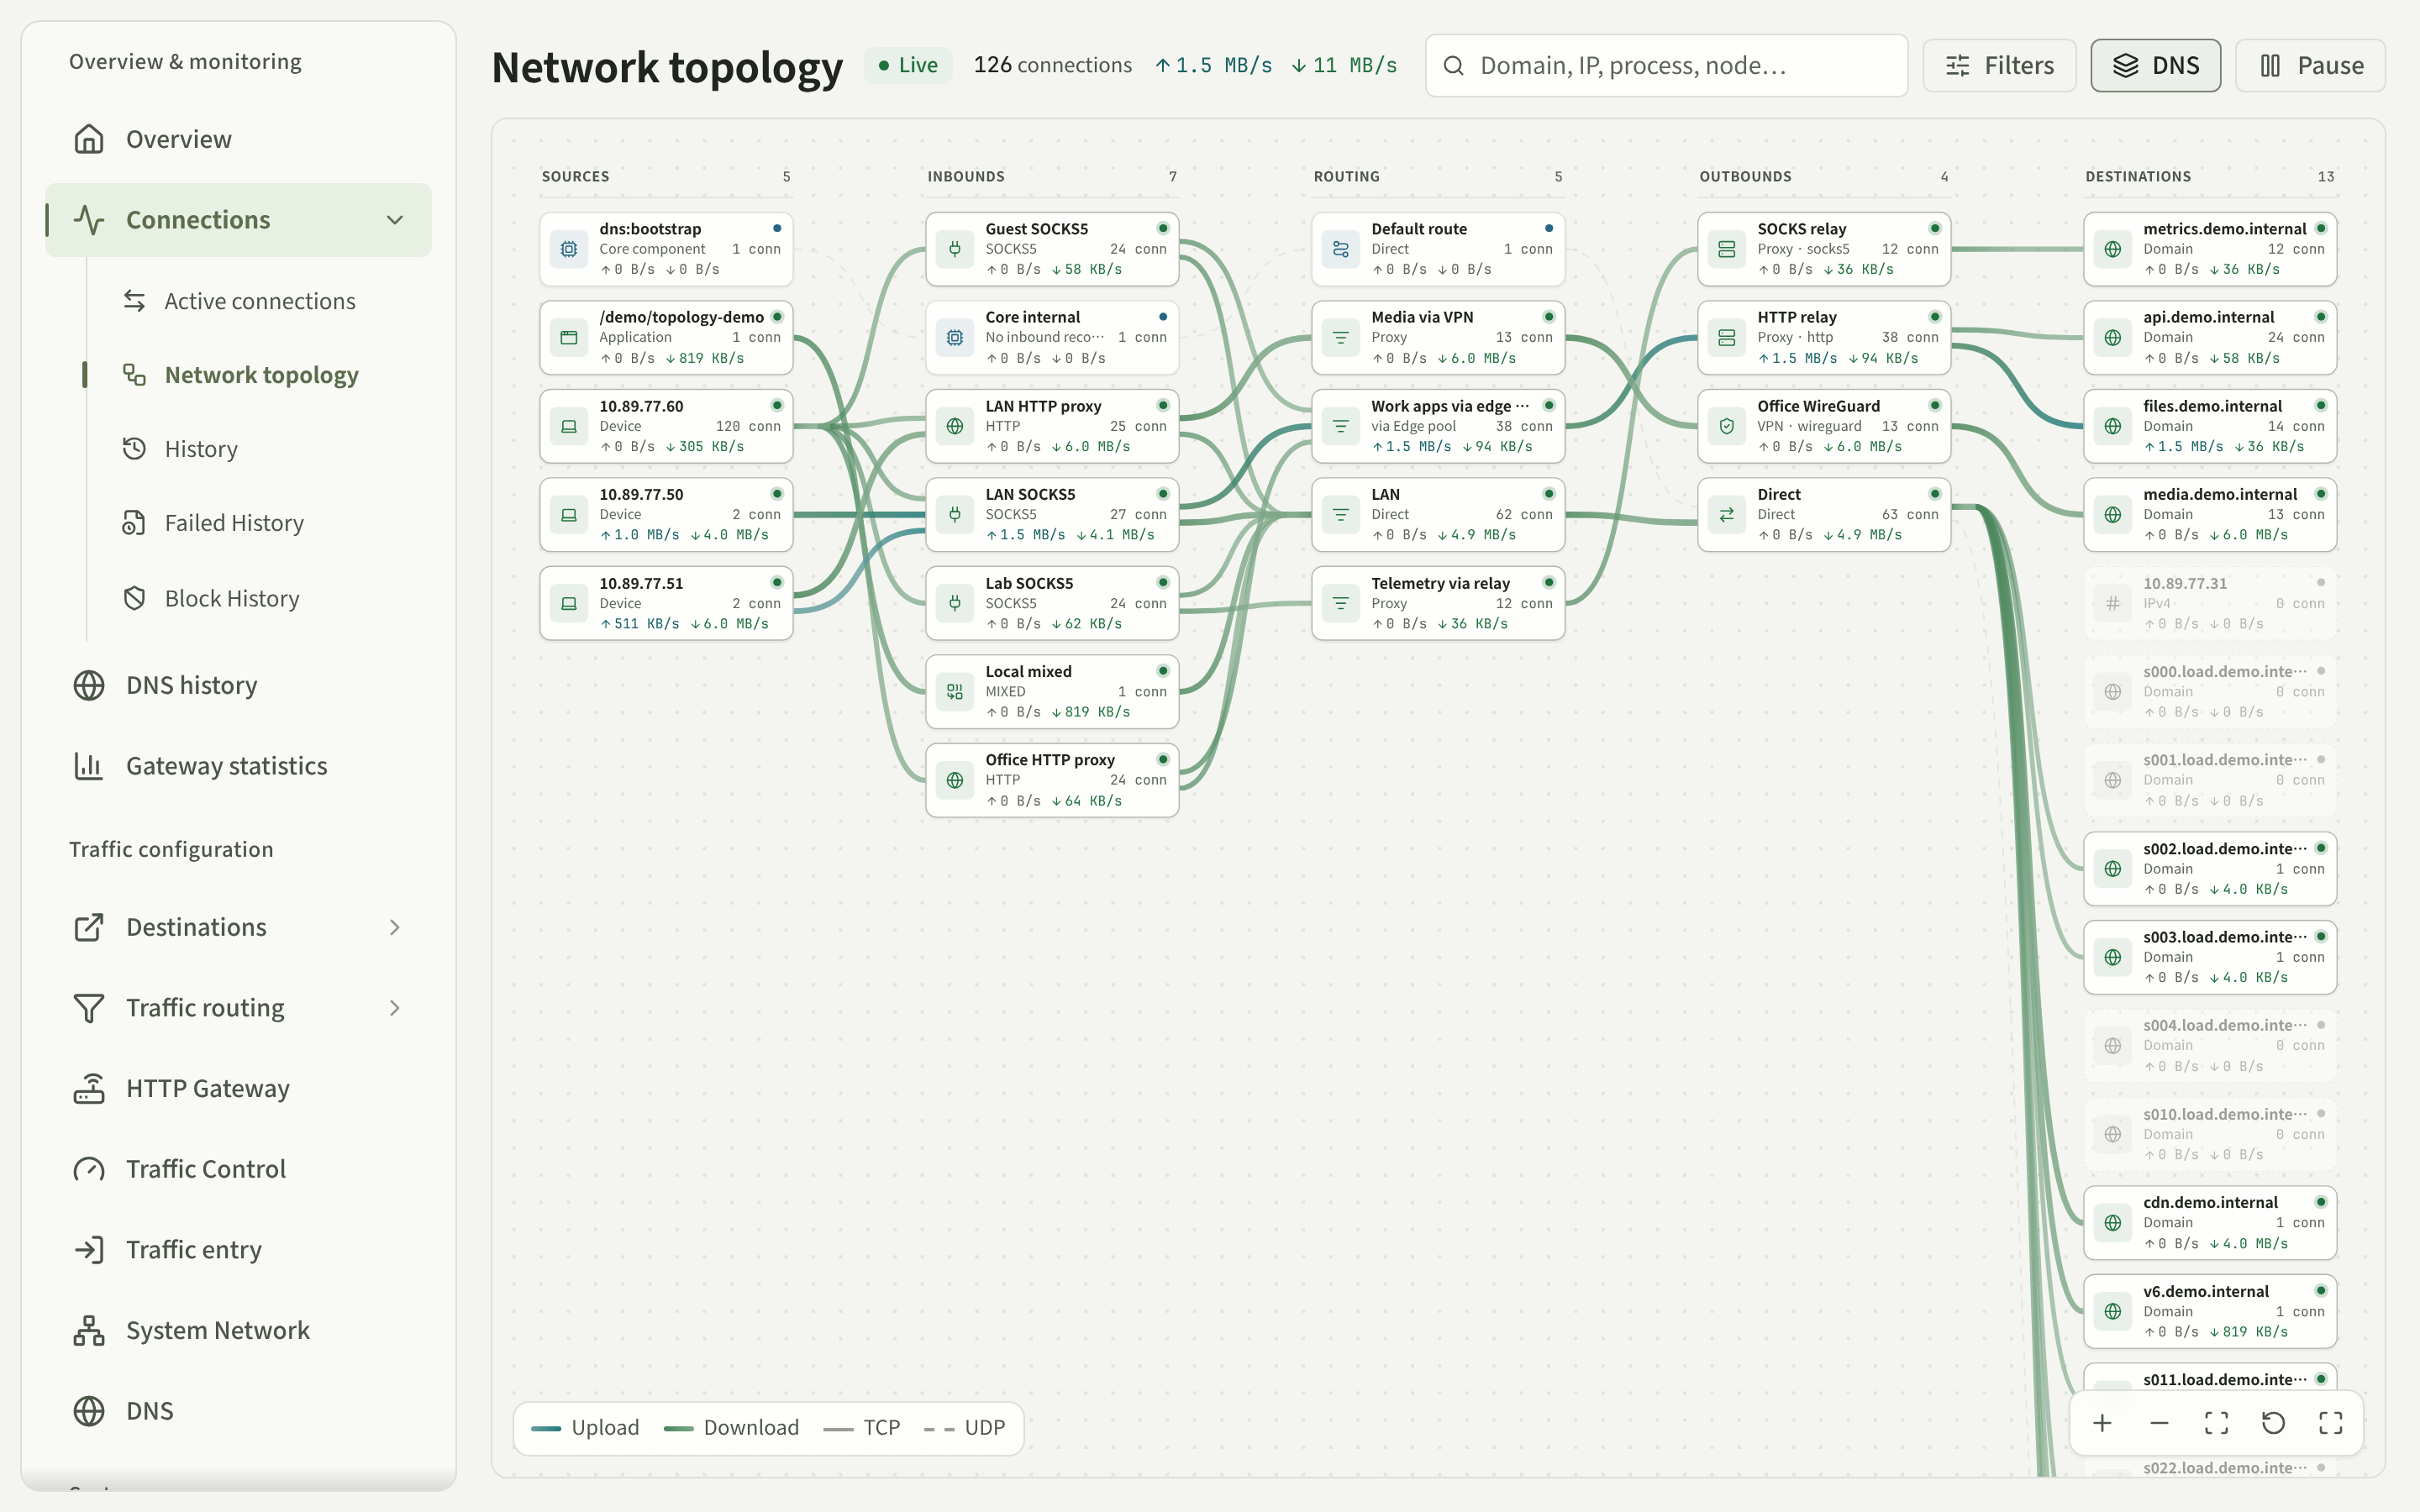 Overview & monitoring
Overview
Connections
Active connections
Network topology
History
Failed History
Block History
DNS history
Gateway statistics
Traffic configuration
Destinations
Traffic routing
HTTP Gateway
Traffic Control
Traffic entry
System Network
DNS
Network topology
Live
126 connections ↑ 1.5 MB/s ↓ 11 MB/s
Domain, IP, process, node…
Filters
DNS
Pause
SOURCES 5
dns:bootstrap
Core component 1 conn
↑0 B/s ↓0 B/s
/demo/topology-demo
Application 1 conn
↑0 B/s ↓819 KB/s
10.89.77.60
Device 120 conn
↑0 B/s ↓305 KB/s
10.89.77.50
Device 2 conn
↑1.0 MB/s ↓4.0 MB/s
10.89.77.51
Device 2 conn
↑511 KB/s ↓6.0 MB/s
INBOUNDS 7
Guest SOCKS5
SOCKS5 24 conn
↑0 B/s ↓58 KB/s
Core internal
No inbound reco… 1 conn
↑0 B/s ↓0 B/s
LAN HTTP proxy
HTTP 25 conn
↑0 B/s ↓6.0 MB/s
LAN SOCKS5
SOCKS5 27 conn
↑1.5 MB/s ↓4.1 MB/s
Lab SOCKS5
SOCKS5 24 conn
↑0 B/s ↓62 KB/s
Local mixed
MIXED 1 conn
↑0 B/s ↓819 KB/s
Office HTTP proxy
HTTP 24 conn
↑0 B/s ↓64 KB/s
ROUTING 5
Default route
Direct 1 conn
↑0 B/s ↓0 B/s
Media via VPN
Proxy 13 conn
↑0 B/s ↓6.0 MB/s
Work apps via edge …
via Edge pool 38 conn
↑1.5 MB/s ↓94 KB/s
LAN
Direct 62 conn
↑0 B/s ↓4.9 MB/s
Telemetry via relay
Proxy 12 conn
↑0 B/s ↓36 KB/s
OUTBOUNDS 4
SOCKS relay
Proxy · socks5 12 conn
↑0 B/s ↓36 KB/s
HTTP relay
Proxy · http 38 conn
↑1.5 MB/s ↓94 KB/s
Office WireGuard
VPN · wireguard 13 conn
↑0 B/s ↓6.0 MB/s
Direct
Direct 63 conn
↑0 B/s ↓4.9 MB/s
DESTINATIONS 13
metrics.demo.internal
Domain 12 conn
↑0 B/s ↓36 KB/s
api.demo.internal
Domain 24 conn
↑0 B/s ↓58 KB/s
files.demo.internal
Domain 14 conn
↑1.5 MB/s ↓36 KB/s
media.demo.internal
Domain 13 conn
↑0 B/s ↓6.0 MB/s
10.89.77.31
IPv4 0 conn
↑0 B/s ↓0 B/s
s000.load.demo.inte…
Domain 0 conn
↑0 B/s ↓0 B/s
s001.load.demo.inte…
Domain 0 conn
↑0 B/s ↓0 B/s
s002.load.demo.inte…
Domain 1 conn
↑0 B/s ↓4.0 KB/s
s003.load.demo.inte…
Domain 1 conn
↑0 B/s ↓4.0 KB/s
s004.load.demo.inte…
Domain 0 conn
↑0 B/s ↓0 B/s
s010.load.demo.inte…
Domain 0 conn
↑0 B/s ↓0 B/s
cdn.demo.internal
Domain 1 conn
↑0 B/s ↓4.0 MB/s
v6.demo.internal
Domain 1 conn
↑0 B/s ↓819 KB/s
s011.load.demo.inte…
s022.load.demo.inte…
Upload Download TCP UDP